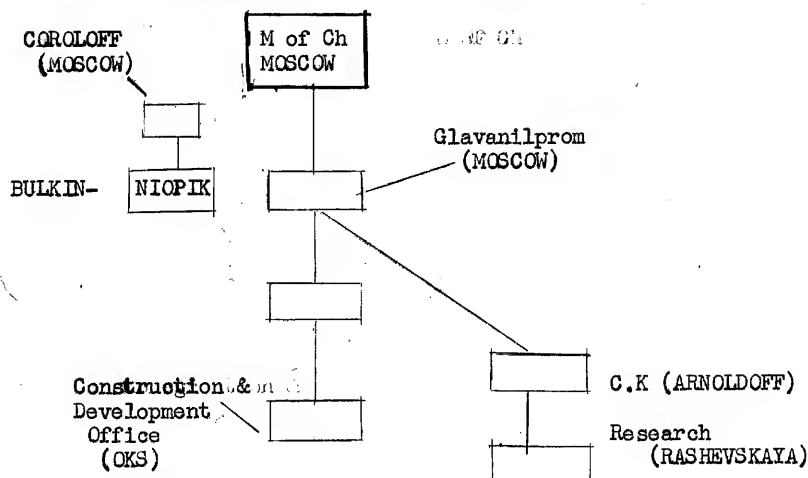 COROLOFF
(MOSCOW)
M of Ch
MOSCOW
Glavanilprom
(MOSCOW)
BULKIN-
NIOPIK
Construction &
Development
Office
(OKS)
C.K (ARNOLDOFF)
Research
(RASHEVSKAYA)